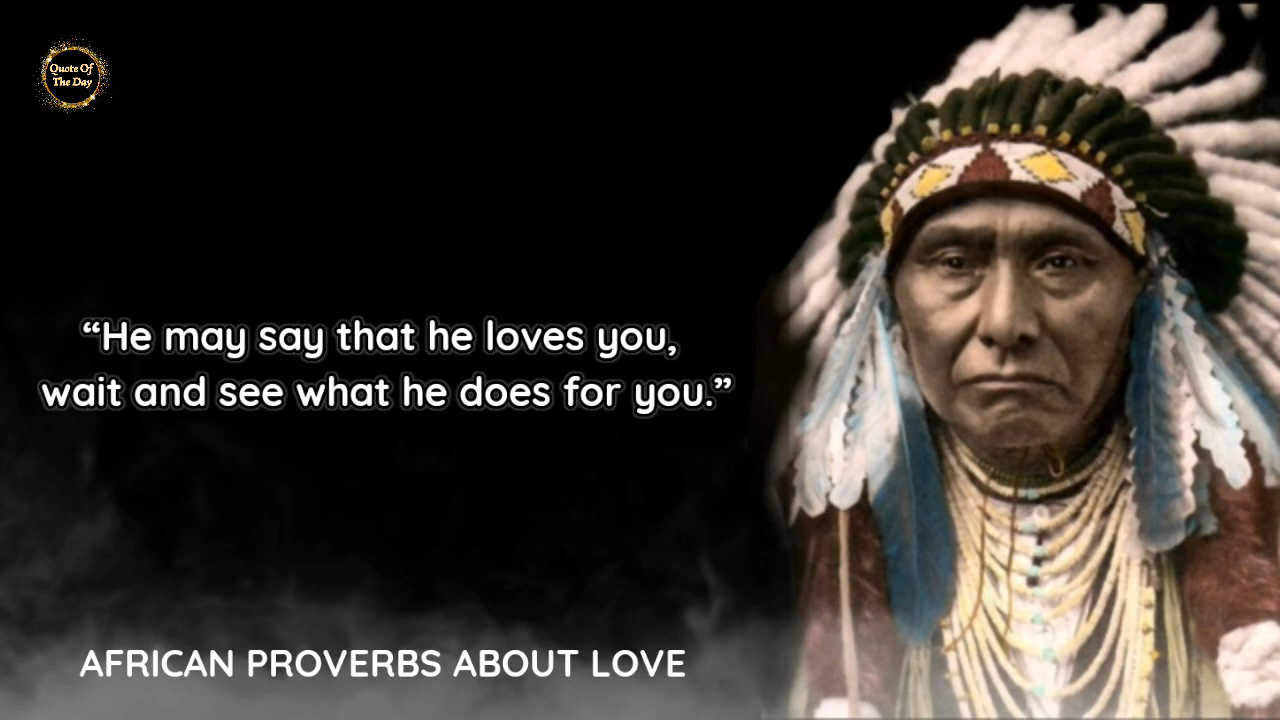 Quote Of
The Day
“He may say that he loves you,
wait and see what he does for you.”
AFRICAN PROVERBS ABOUT LOVE